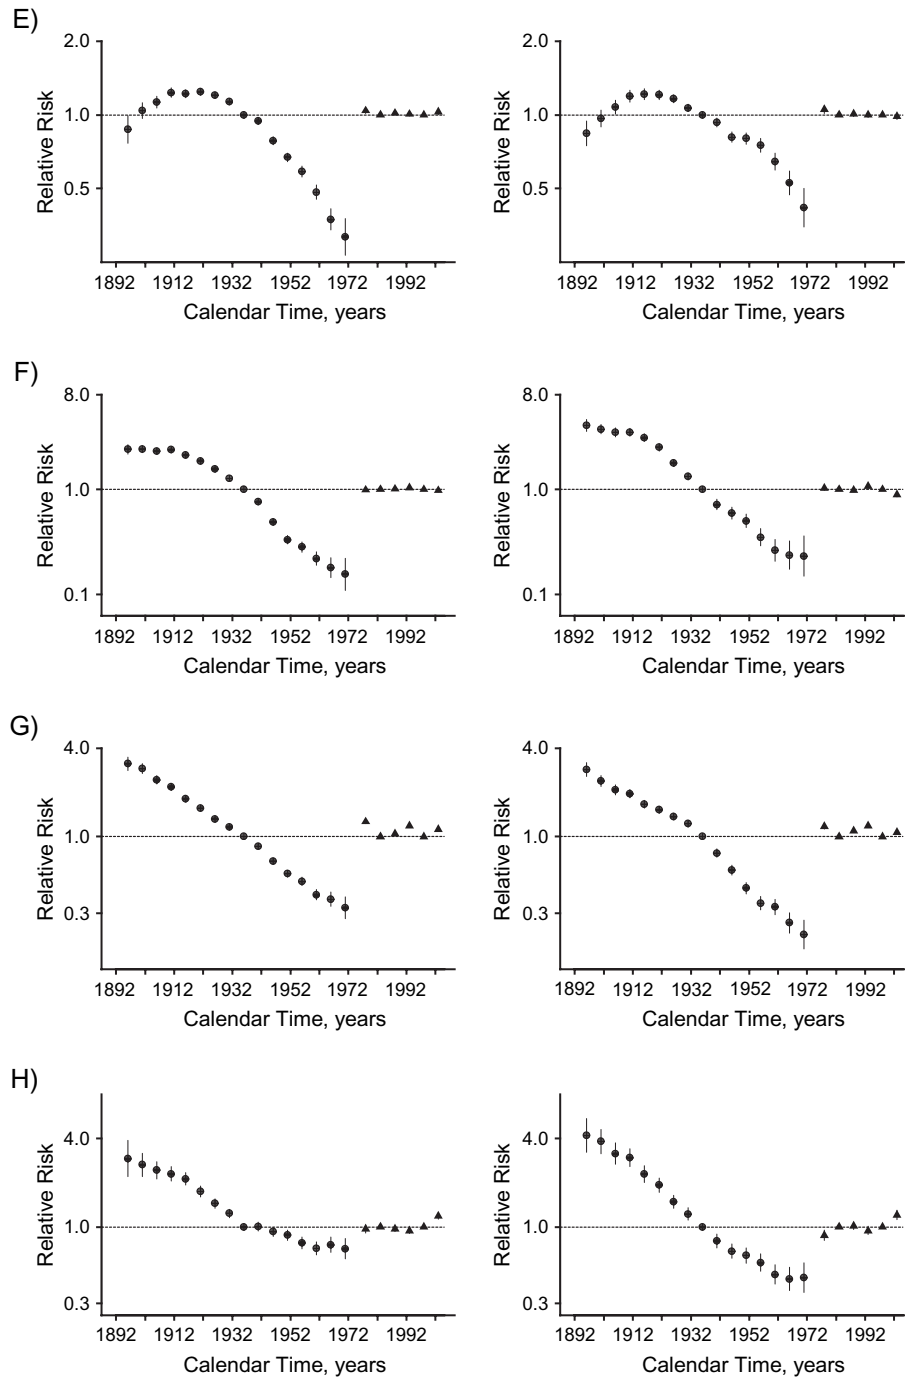 E)
2.0
1.0
0.5
Relative Risk
1892 1912 1932 1952 1972 1992
Calendar Time, years
2.0
1.0
0.5
Relative Risk
1892 1912 1932 1952 1972 1992
Calendar Time, years
F)
8.0
1.0
0.1
Relative Risk
1892 1912 1932 1952 1972 1992
Calendar Time, years
8.0
1.0
0.1
Relative Risk
1892 1912 1932 1952 1972 1992
Calendar Time, years
G)
4.0
1.0
0.3
Relative Risk
1892 1912 1932 1952 1972 1992
Calendar Time, years
4.0
1.0
0.3
Relative Risk
1892 1912 1932 1952 1972 1992
Calendar Time, years
H)
4.0
1.0
0.3
Relative Risk
1892 1912 1932 1952 1972 1992
Calendar Time, years
4.0
1.0
0.3
Relative Risk
1892 1912 1932 1952 1972 1992
Calendar Time, years